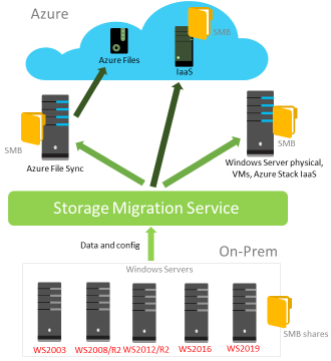 Azure
SMB
Azure Files
IaaS
SMB
Azure File Sync
SMB
Windows Server physical,
VMs, Azure Stack IaaS
Storage Migration Service
Data and config
On-Prem
Windows Servers
SMB shares
WS2003 WS2008/R2 WS2012/R2 WS2016 WS2019